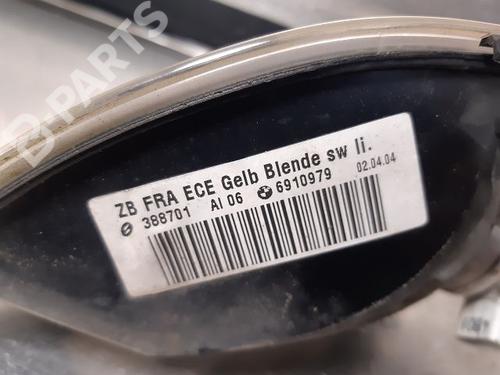 ZB FRA ECE Gelb Blende sw li.
388701 AI 06 6910979 02.04.04
B-PARTS